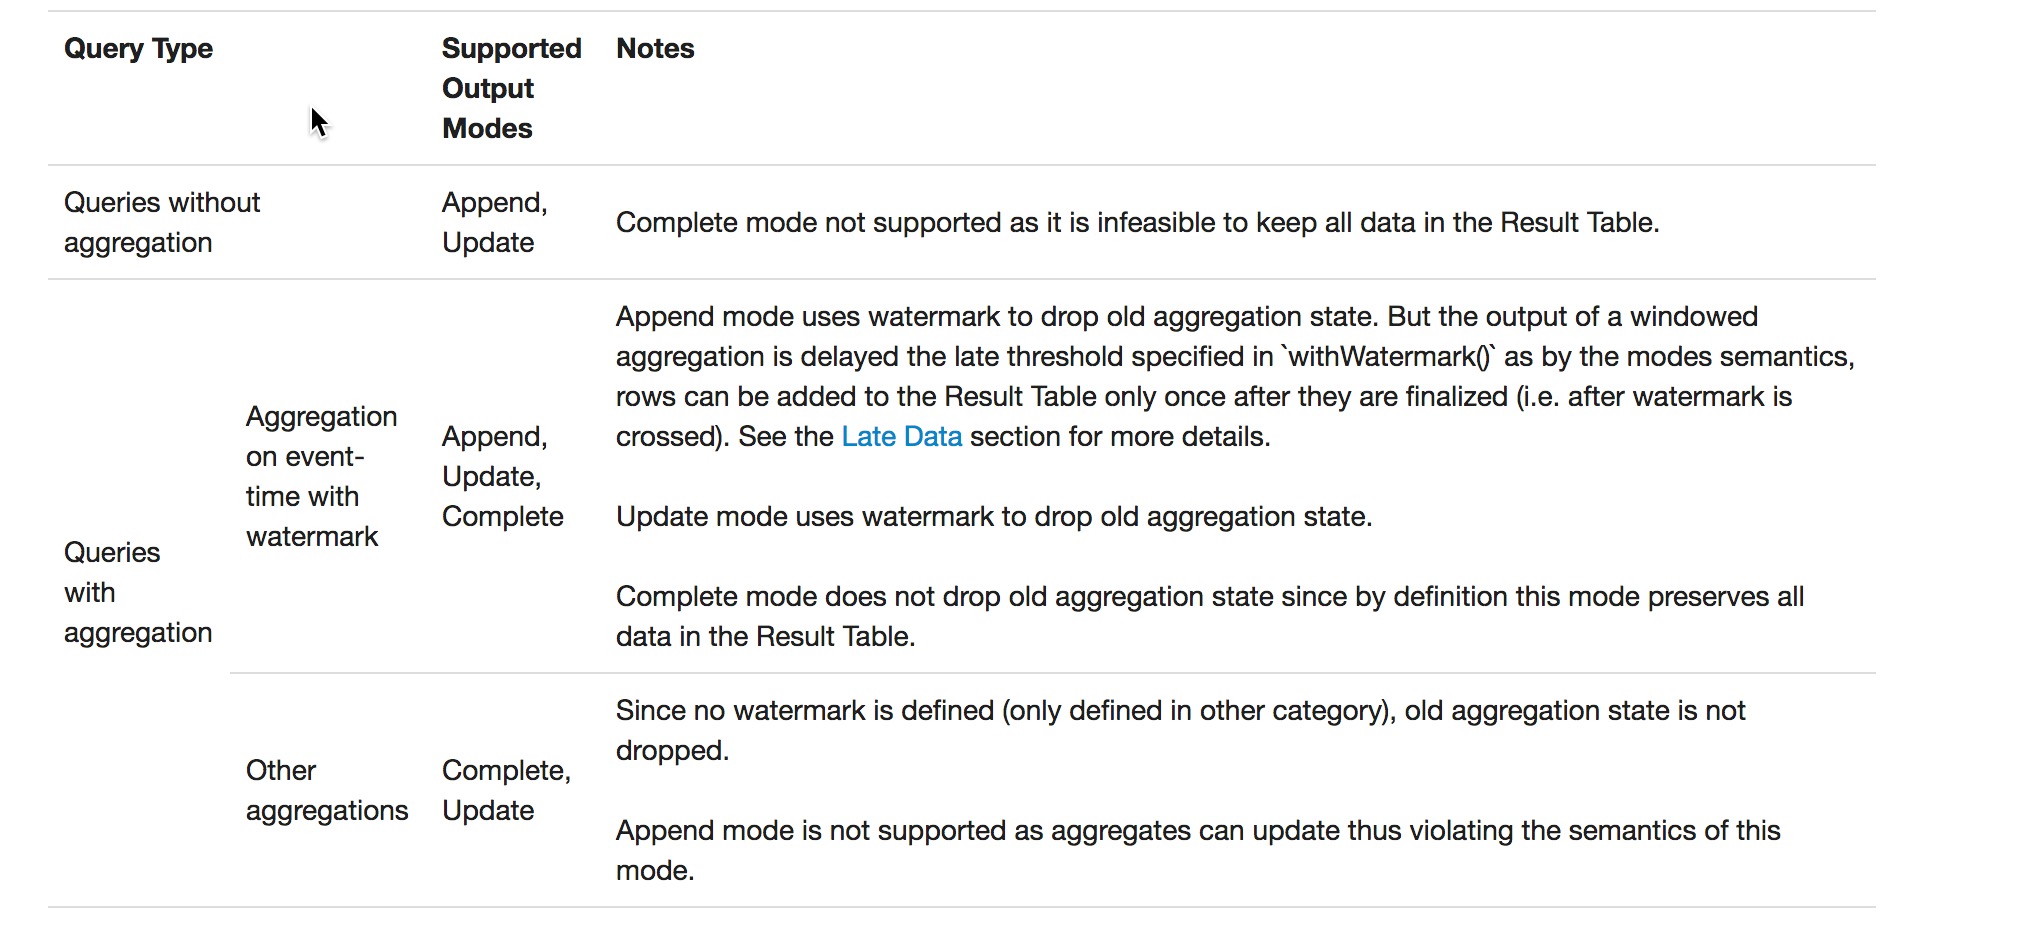 Query Type
Supported
Output
Modes
Notes
Queries without
aggregation
Append,
Update
Complete mode not supported as it is infeasible to keep all data in the Result Table.
Queries
with
aggregation
Aggregation
on event-
time with
watermark
Append,
Update,
Complete
Append mode uses watermark to drop old aggregation state. But the output of a windowed
aggregation is delayed the late threshold specified in `withWatermark()` as by the modes semantics,
rows can be added to the Result Table only once after they are finalized (i.e. after watermark is
crossed). See the Late Data section for more details.
Update mode uses watermark to drop old aggregation state.
Complete mode does not drop old aggregation state since by definition this mode preserves all
data in the Result Table.
Other
aggregations
Complete,
Update
Since no watermark is defined (only defined in other category), old aggregation state is not
dropped.
Append mode is not supported as aggregates can update thus violating the semantics of this
mode.